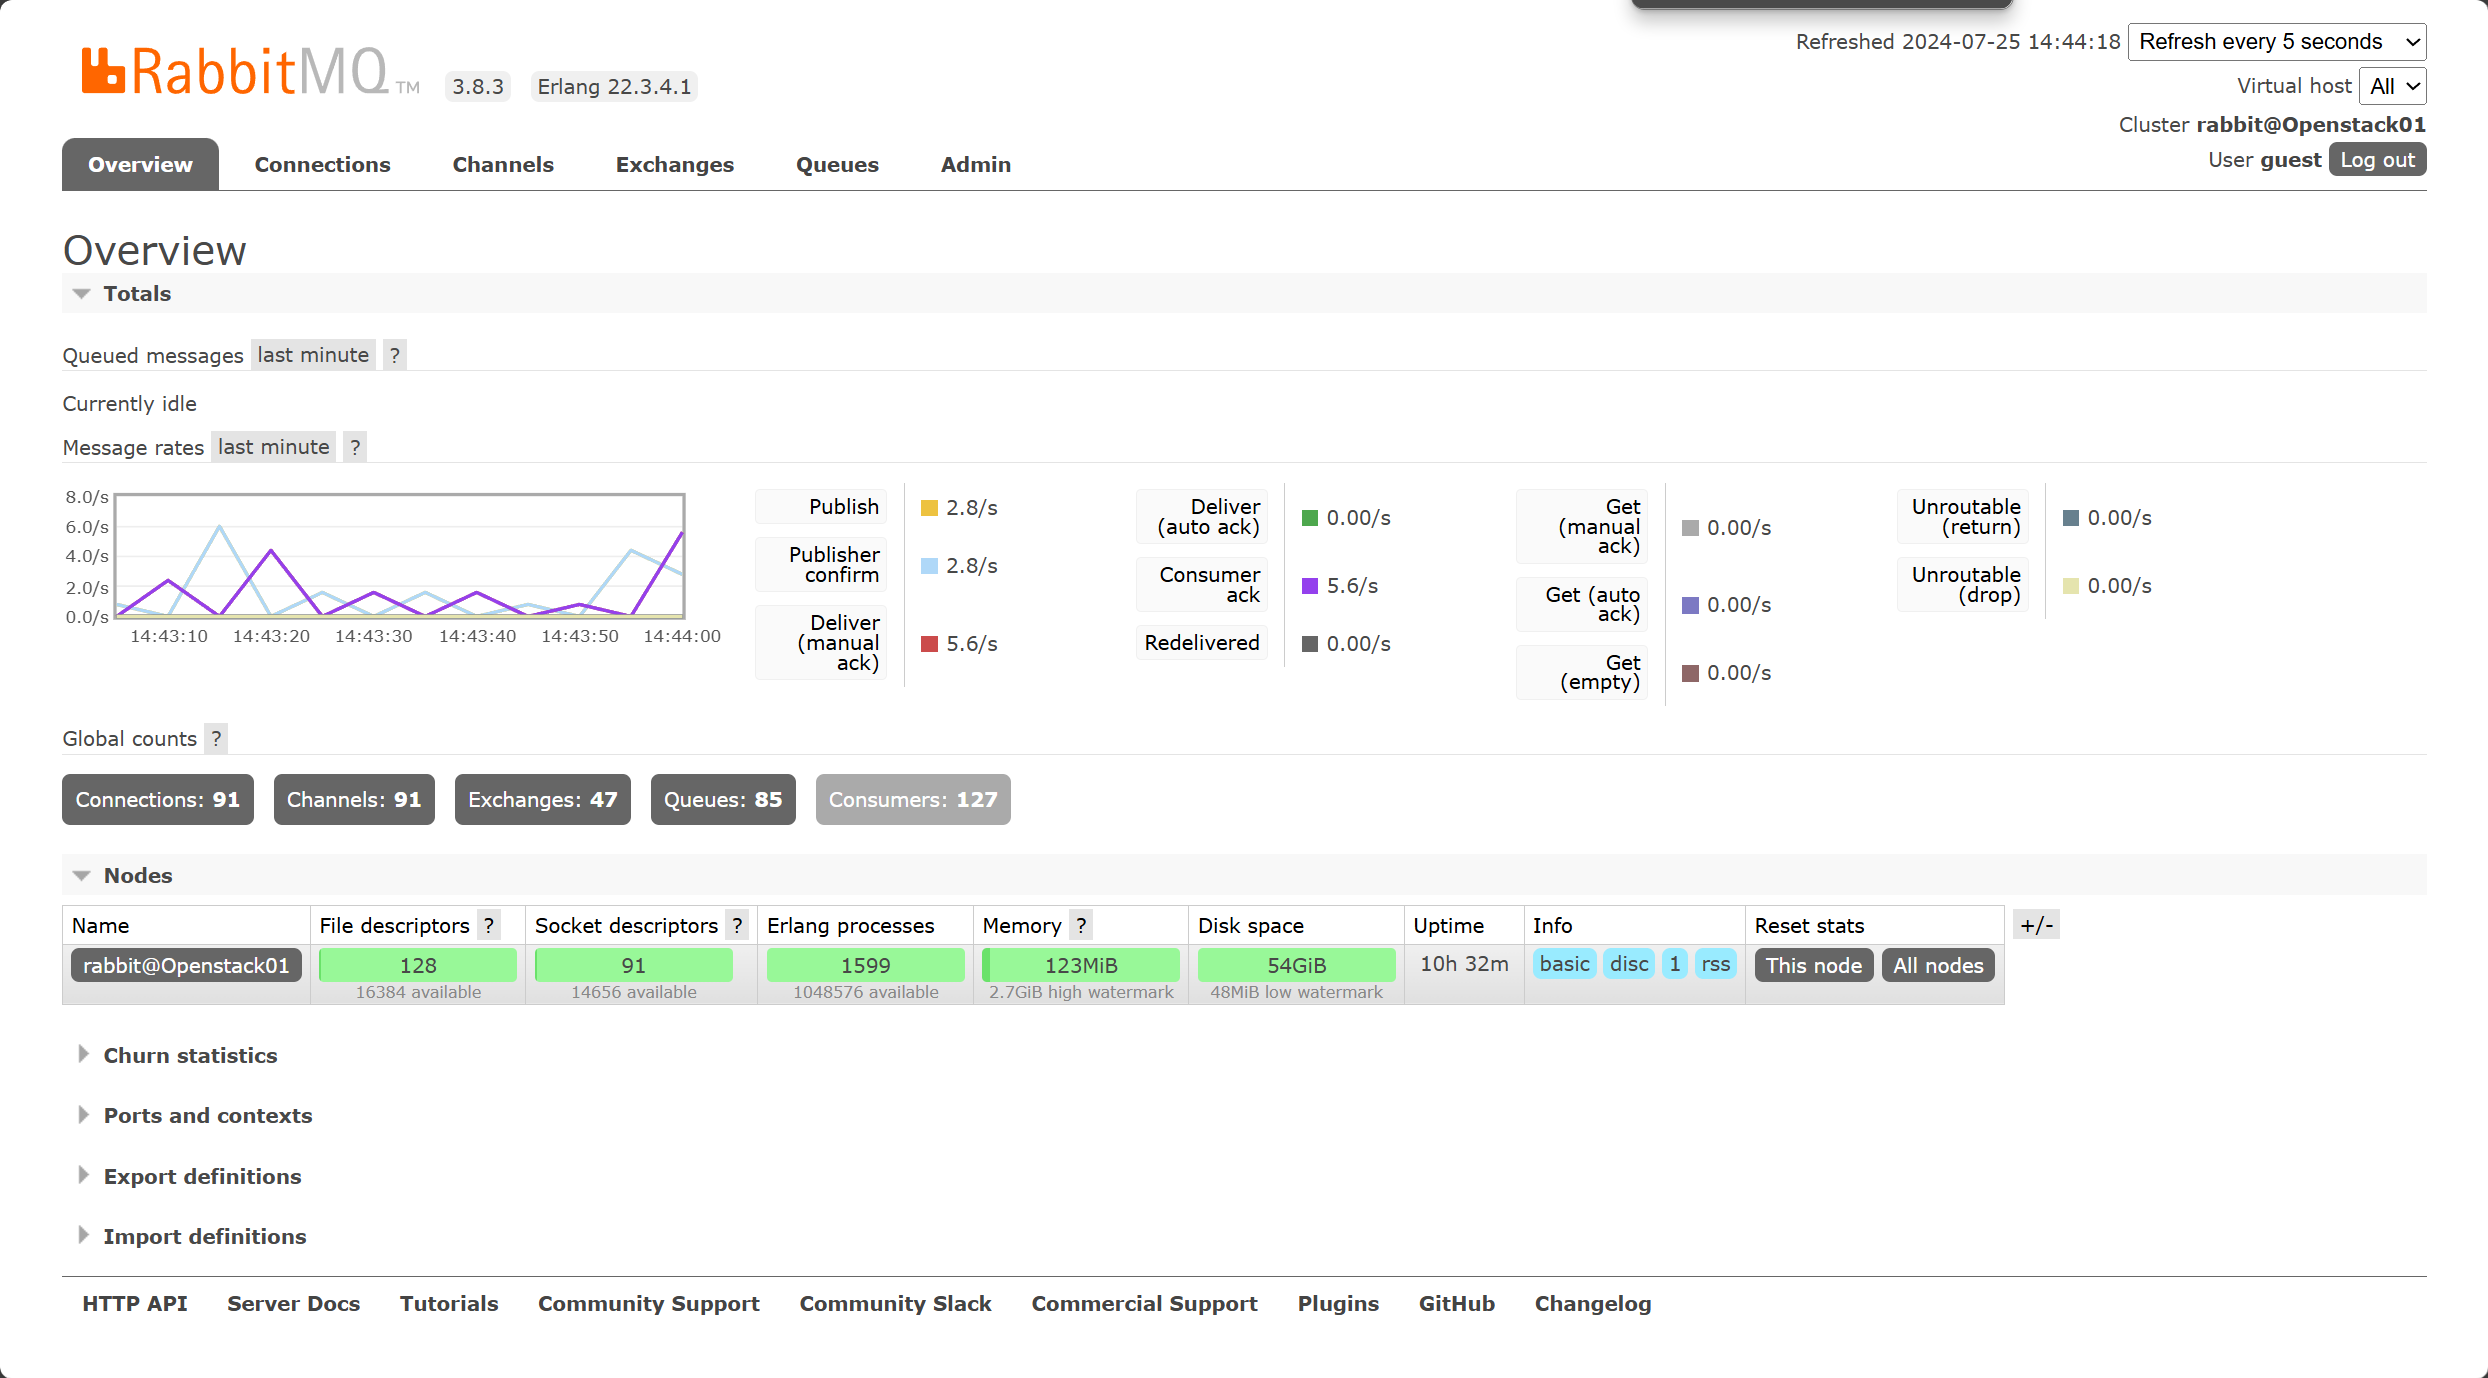 RabbitMQ TM 3.8.3 Erlang 22.3.4.1
Refreshed 2024-07-25 14:44:18 Refresh every 5 seconds
Virtual host All
Cluster rabbit@Openstack01
User guest Log out
Overview Connections Channels Exchanges Queues Admin
Overview
Totals
Queued messages last minute ?
Currently idle
Message rates last minute ?
8.0/s
6.0/s
4.0/s
2.0/s
0.0/s
14:43:10 14:43:20 14:43:30 14:43:40 14:43:50 14:44:00
Publish 2.8/s
Publisher
confirm 2.8/s
Deliver
(manual
ack) 5.6/s
Deliver
(auto ack) 0.00/s
Consumer
ack 5.6/s
Redelivered 0.00/s
Get
(manual
ack) 0.00/s
Get (auto
ack) 0.00/s
Get
(empty) 0.00/s
Unroutable
(return) 0.00/s
Unroutable
(drop) 0.00/s
Global counts ?
Connections: 91 Channels: 91 Exchanges: 47 Queues: 85 Consumers: 127
Nodes
Name File descriptors ? Socket descriptors ? Erlang processes Memory ? Disk space Uptime Info Reset stats +/-
rabbit@Openstack01 128 91 1599 123MiB 54GiB 10h 32m basic disc 1 rss This node All nodes
16384 available 14656 available 1048576 available 2.7GiB high watermark 48MiB low watermark
Churn statistics
Ports and contexts
Export definitions
Import definitions
HTTP API Server Docs Tutorials Community Support Community Slack Commercial Support Plugins GitHub Changelog